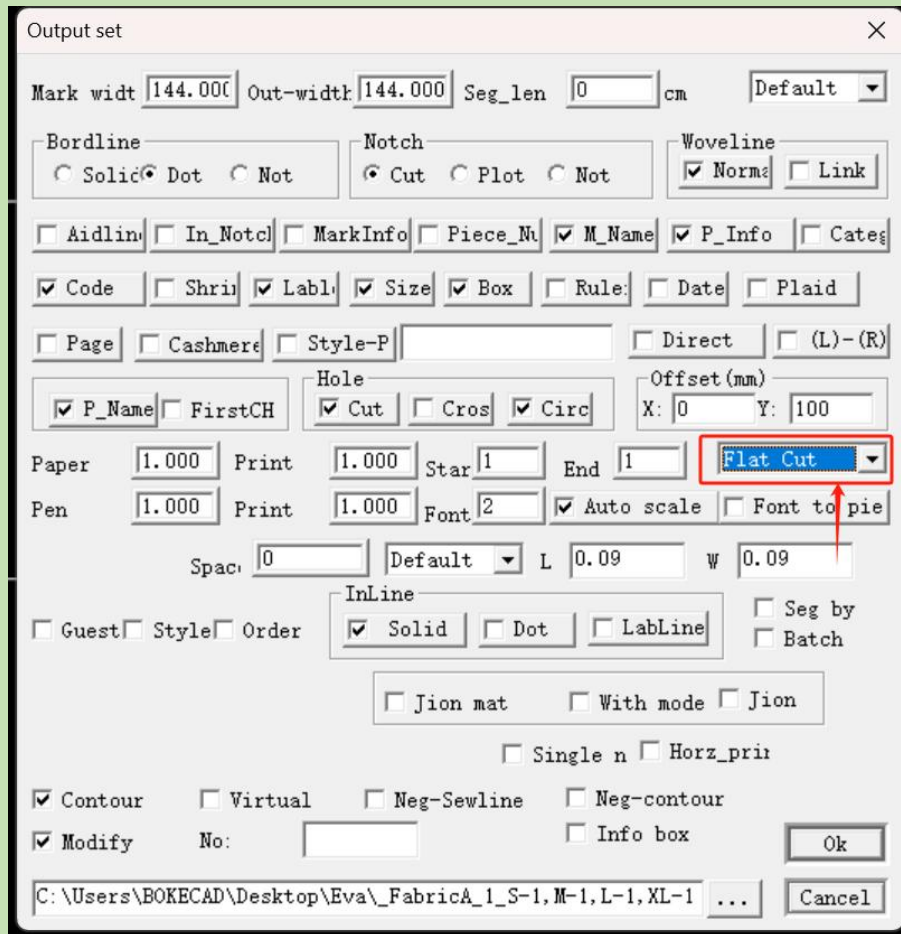 Output set
Mark widt 144.000 Out-width 144.000 Seg_len 0 cm Default
Bordline Notch Woveline
Solid Dot Not Cut Plot Not Norma Link
Aidline In_Notcl MarkInfo Piece_Nu M_Name P_Info Categ
Code Shri Labl Size Box Rule: Date Plaid
Page Cashmere Style-P Direct (L)-(R)
Hole Offset(mm)
P_Name FirstCH Cut Cros Circ X: 0 Y: 100
Paper 1.000 Print 1.000 Star 1 End 1 Flat Cut
Pen 1.000 Print 1.000 Font 2 Auto scale Font to pie
Spac 0 Default L 0.09 W 0.09
InLine
Guest Style Order Solid Dot LabLine Seg by
Batch
Jion mat With mode Jion
Single n Horz_prin
Contour Virtual Neg-Sewline Neg-contour
Modify No: Info box Ok
C:\Users\BOKECAD\Desktop\Eva\_FabricA_1_S-1,M-1,L-1,XL-1 ... Cancel